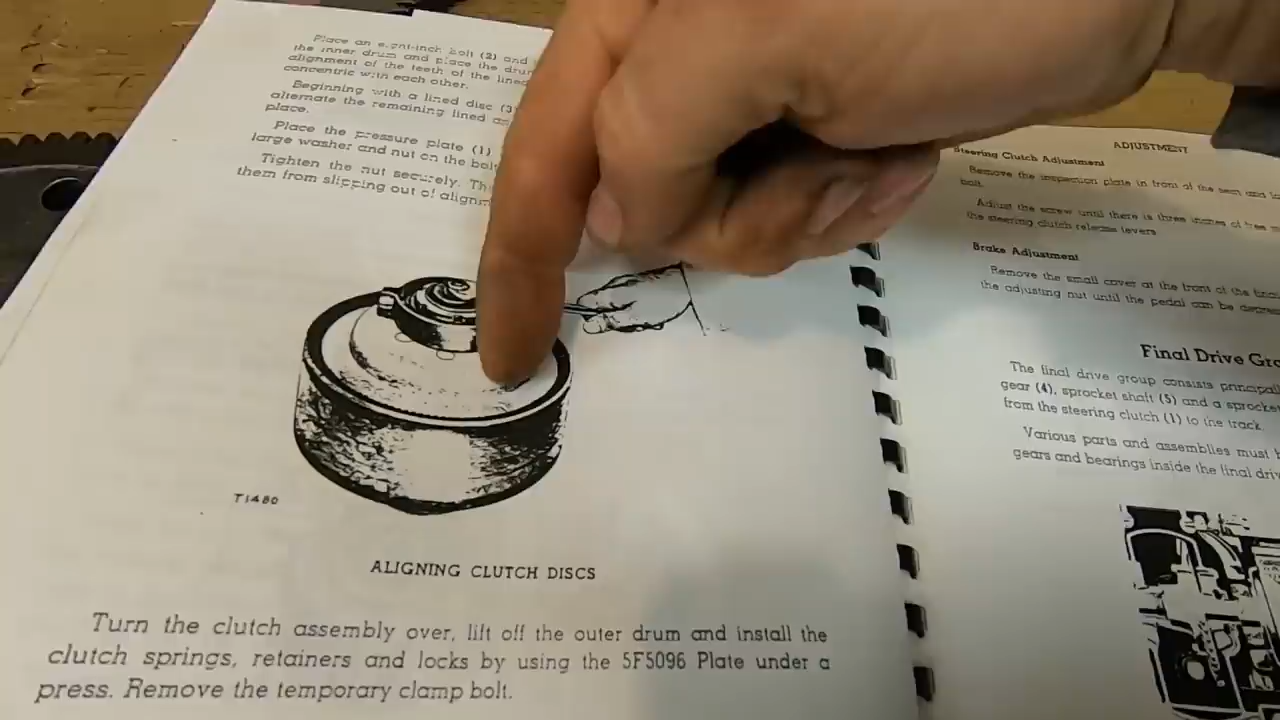 Place an eight-inch bolt (2) and
the inner drum and place the drum
alignment of the teeth of the lined
concentric with each other.
Beginning with a lined disc (3)
alternate the remaining lined
place.
Place the pressure plate (1)
large washer and nut on the bolt
Tighten the nut securely.
them from slipping out of
T1480
ALIGNING CLUTCH DISCS
Turn the clutch assembly over, lift off the outer drum and install the
clutch springs, retainers and locks by using the 5F5096 Plate under a
press. Remove the temporary clamp bolt.
ADJUSTMENT
Steering Clutch Adjustment
Remove the inspection plate in front of the seat and
bolt.
Adjust the screw until there is three inches of free
the steering clutch release levers
Brake Adjustment
Remove the small cover at the front of the
the adjusting nut until the pedal can be
Final Drive
The final drive group consists
gear (4), sprocket shaft (5) and a sprocket
from the steering clutch (1) to the track.
Various parts and assemblies must
gears and bearings inside the final